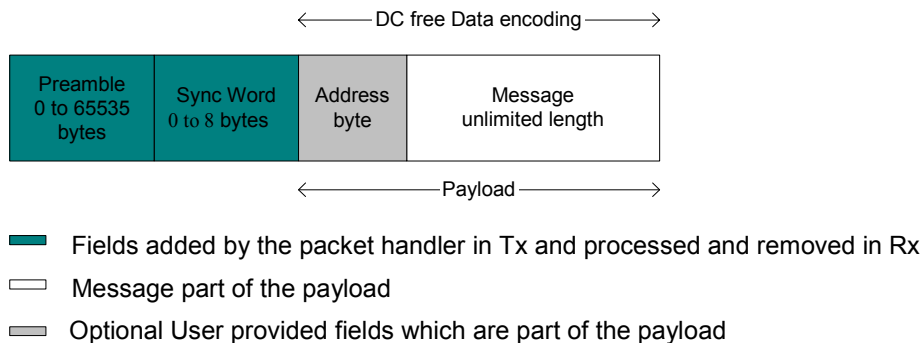 DC free Data encoding
Preamble
0 to 65535
bytes
Sync Word
0 to 8 bytes
Address
byte
Message
unlimited length
Payload
Fields added by the packet handler in Tx and processed and removed in Rx
Message part of the payload
Optional User provided fields which are part of the payload